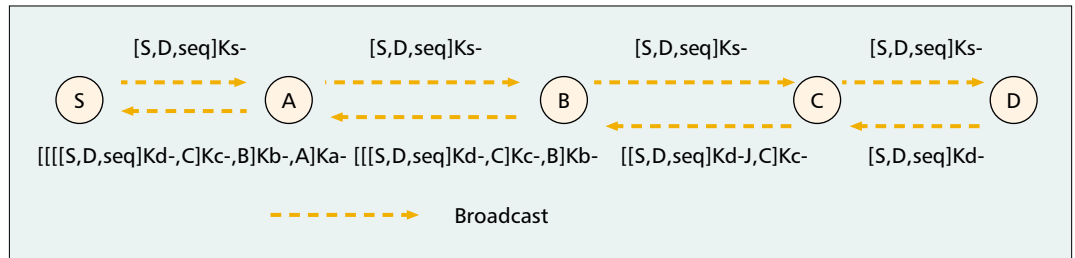 [S,D,seq]Ks- [S,D,seq]Ks- [S,D,seq]Ks- [S,D,seq]Ks-
S A B C D
[[[[S,D,seq]Kd-,C]Kc-,B]Kb-,A]Ka- [[[S,D,seq]Kd-,C]Kc-,B]Kb- [[S,D,seq]Kd-J,C]Kc- [S,D,seq]Kd-
Broadcast